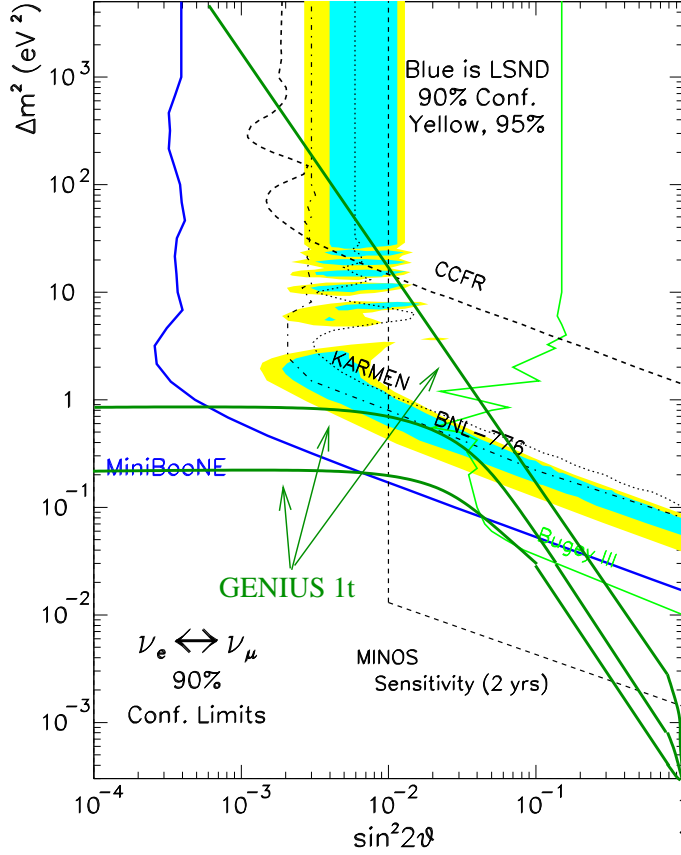 Δm² (eV²)
10³
10²
10
1
10⁻¹
10⁻²
10⁻³
Blue is LSND
90% Conf.
Yellow, 95%
CCFR
KARMEN
BNL-776
MiniBooNE
Bugey III
GENIUS 1t
νe ↔ νμ
90%
Conf. Limits
MINOS
Sensitivity (2 yrs)
10⁻⁴ 10⁻³ 10⁻² 10⁻¹ 1
sin²2ϑ